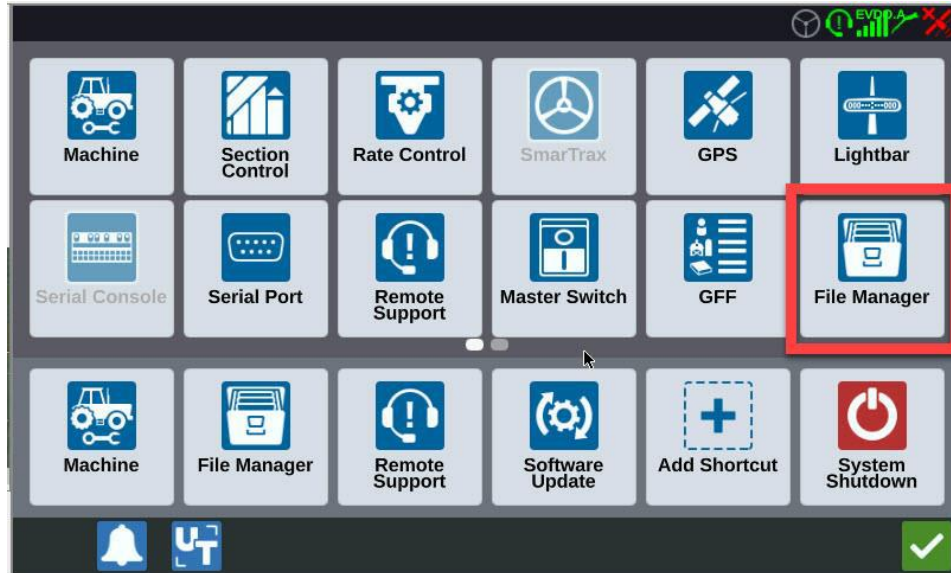 EVDO.A
Machine
Section
Control
Rate Control
SmarTrax
GPS
Lightbar
Serial Console
Serial Port
Remote
Support
Master Switch
GFF
File Manager
Machine
File Manager
Remote
Support
Software
Update
Add Shortcut
System
Shutdown
UT